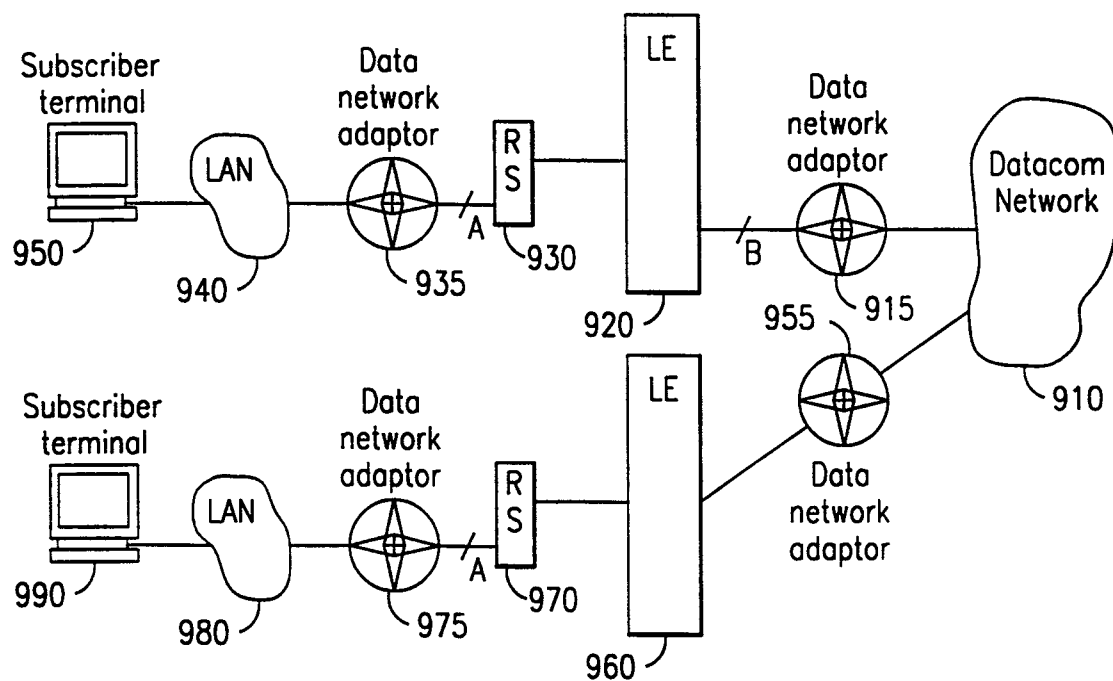 Subscriber
terminal
950
LAN
940
Data
network
adaptor
935
A
R
S
930
LE
920
B
Data
network
adaptor
915
Datacom
Network
910
955
Data
network
adaptor
Subscriber
terminal
990
LAN
980
Data
network
adaptor
975
A
R
S
970
LE
960